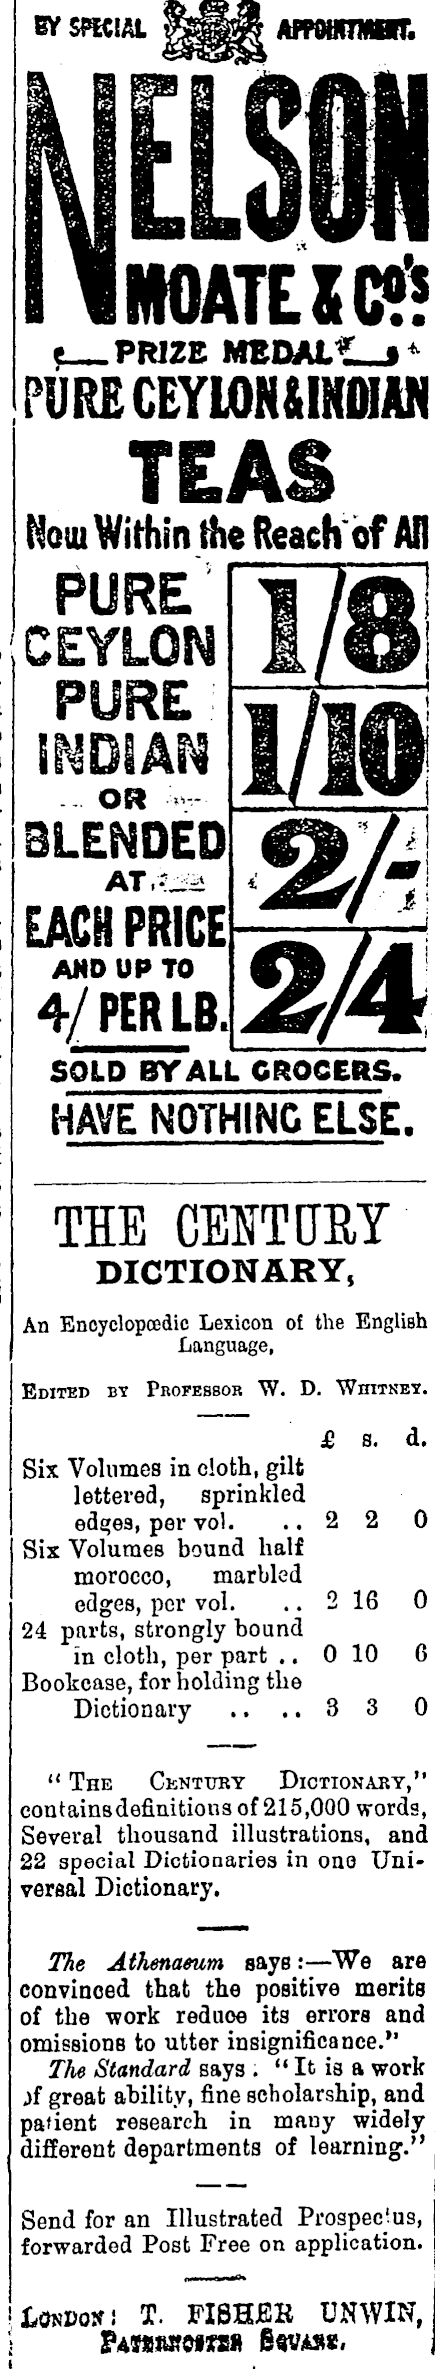 BY SPECIAL APPOINTMENT.
NELSON
MOATE & CO'S
PRIZE MEDAL
PURE CEYLON & INDIAN
TEAS
Now Within the Reach of All
PURE
CEYLON
PURE
INDIAN
OR
BLENDED
AT
EACH PRICE
AND UP TO
4/ PER LB.
1/8
1/10
2/-
2/4
SOLD BY ALL GROCERS.
HAVE NOTHING ELSE.
THE CENTURY
DICTIONARY,
An Encyclopœdic Lexicon of the English
Language,
EDITED BY PROFESSOR W. D. WHITNEY.
£ s. d.
Six Volumes in cloth, gilt
lettered, sprinkled
edges, per vol. .. 2 2 0
Six Volumes bound half
morocco, marbled
edges, per vol. .. 2 16 0
24 parts, strongly bound
in cloth, per part .. 0 10 6
Bookcase, for holding the
Dictionary .. .. 3 3 0
"THE CENTURY DICTIONARY,"
contains definitions of 215,000 words,
Several thousand illustrations, and
22 special Dictionaries in one Uni-
versal Dictionary.
The Athenaeum says:—We are
convinced that the positive merits
of the work reduce its errors and
omissions to utter insignificance."
The Standard says: "It is a work
of great ability, fine scholarship, and
patient research in many widely
different departments of learning."
Send for an Illustrated Prospectus,
forwarded Post Free on application.
LONDON: T. FISHER UNWIN,
PATERNOSTER SQUARE.